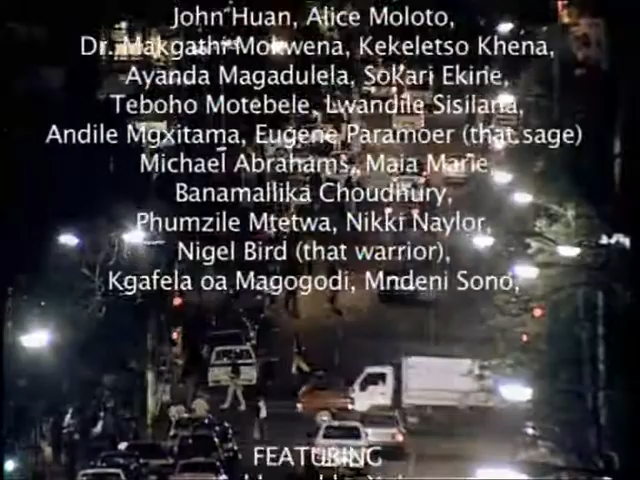 John Huan, Alice Moloto,
Dr. Makgathi Mokwena, Kekeletso Khena,
Ayanda Magadulela, Sokari Ekine,
Teboho Motebele, Lwandile Sisilana,
Andile Mgxitama, Eugene Paramoer (that sage)
Michael Abrahams, Maia Marie,
Banamallika Choudhury,
Phumzile Mtetwa, Nikki Naylor,
Nigel Bird (that warrior),
Kgafela oa Magogodi, Mndeni Sono,
FEATURING